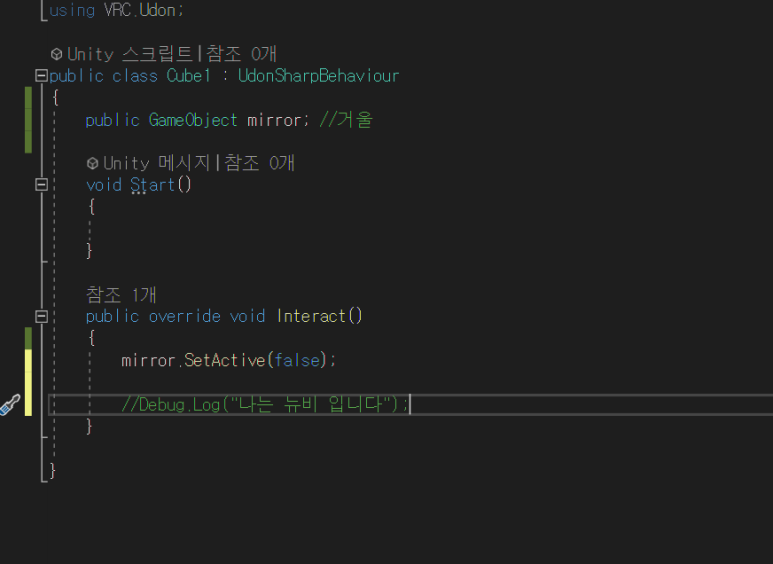 using VRC.Udon;
Unity 스크립트|참조 0개
public class Cube1 : UdonSharpBehaviour
{
public GameObject mirror; //거울
Unity 메시지|참조 0개
void Start()
{
}
참조 1개
public override void Interact()
{
mirror.SetActive(false);
//Debug.Log("나는 뉴비 입니다");
}
}